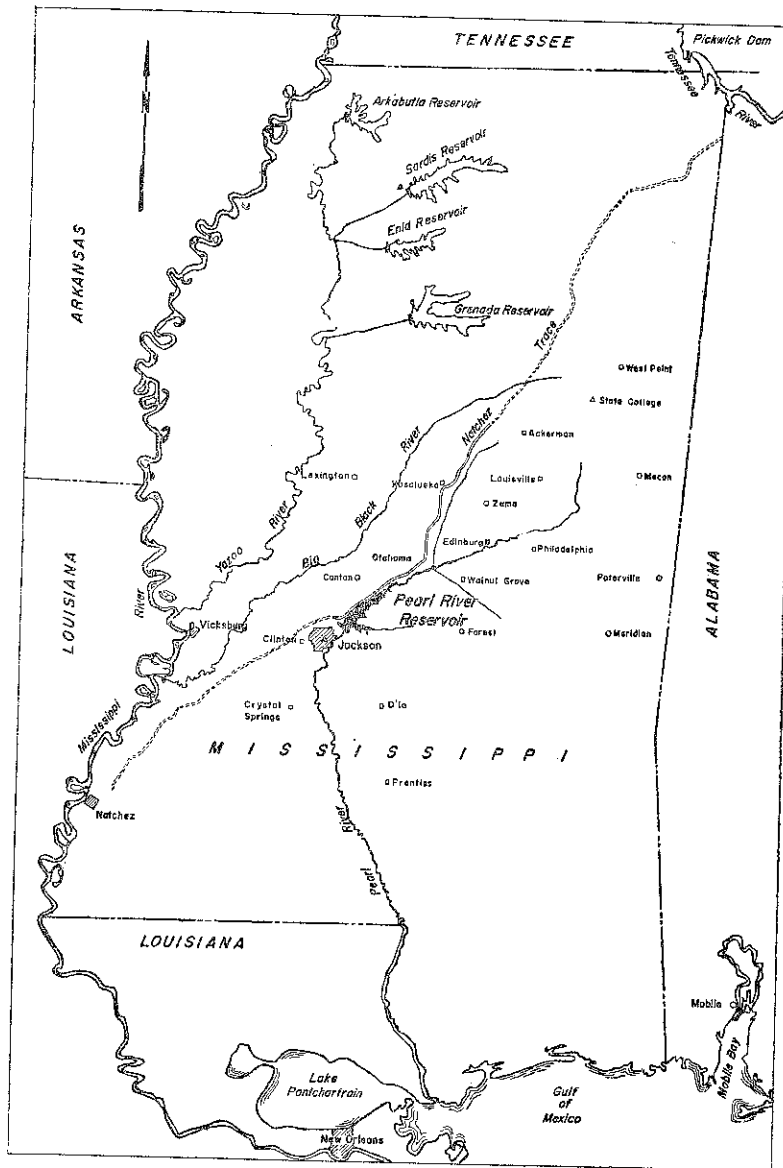 TENNESSEE
Pickwick Dam
Tennessee
River
N
Arkabutla Reservoir
Sardis Reservoir
Enid Reservoir
ARKANSAS
Grenada Reservoir
Trace
West Point
State College
River
Natchez
Ackerman
Lexington
Kosciusko
Louisville
Macon
Zama
River
Black
Yazoo
Big
Edinburg
Philadelphia
Ofahoma
Canton
Walnut Grove
Porterville
LOUISIANA
River
ALABAMA
Pearl River
Reservoir
Vicksburg
Clinton
Jackson
Forest
Meridian
Crystal
Springs
D'lo
Mississippi
MISSISSIPPI
Prentiss
Natchez
River
Pearl
LOUISIANA
Mobile
Mobile Bay
Lake
Pontchartrain
Gulf
of
Mexico
New Orleans